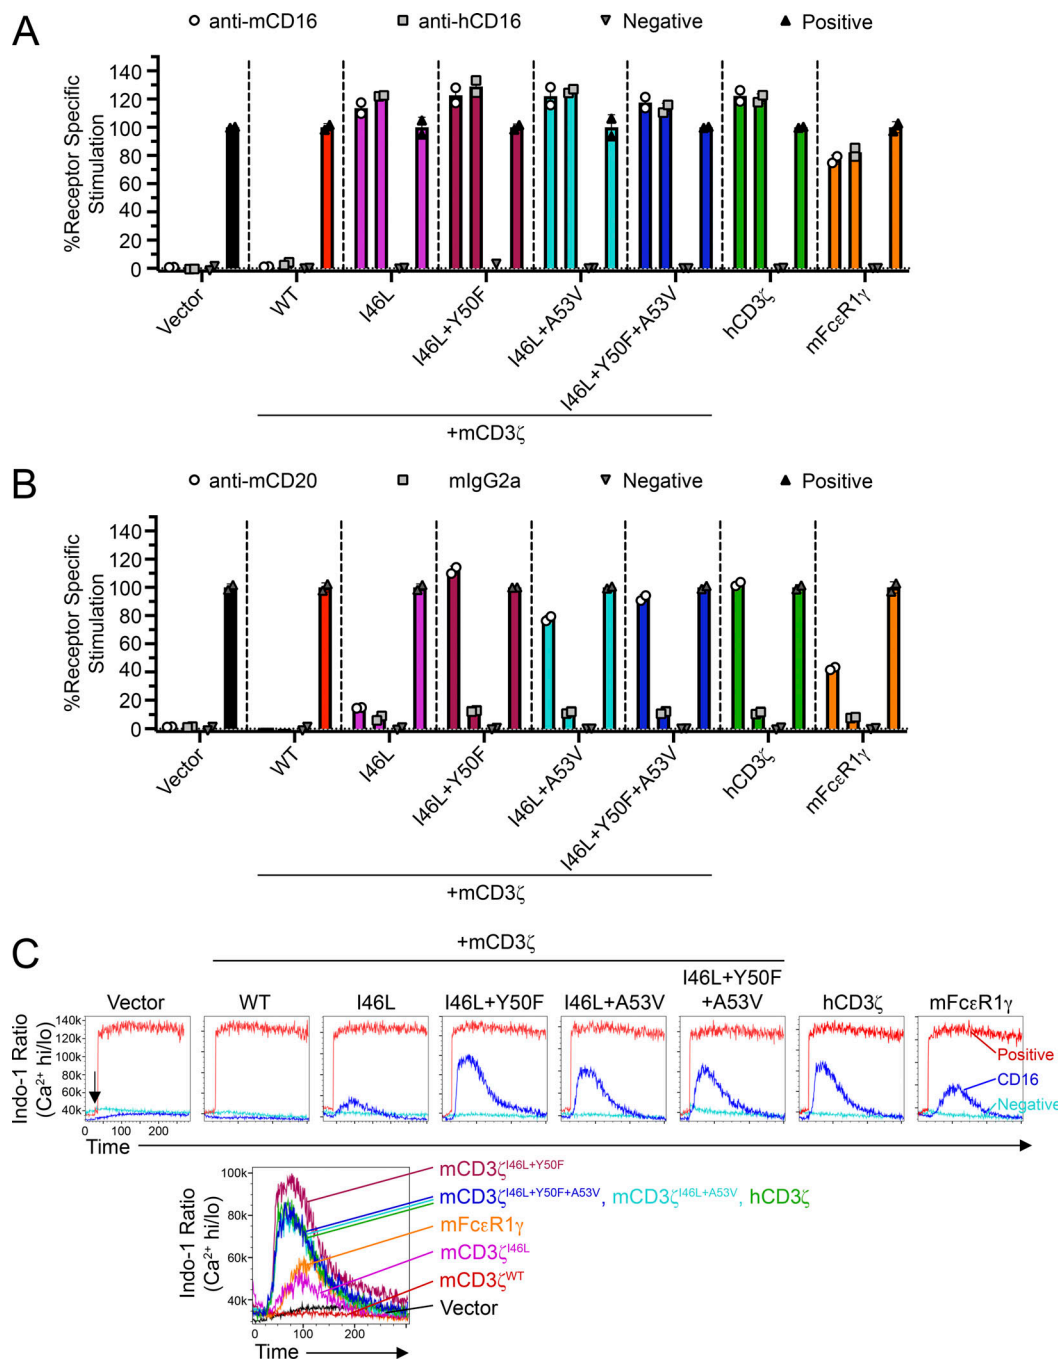 A
anti-mCD16 anti-hCD16 Negative Positive
%Receptor Specific
Stimulation
140
120
100
80
60
40
20
0
Vector WT I46L I46L+Y50F I46L+A53V I46L+Y50F+A53V hCD3ζ mFcεR1γ
+mCD3ζ
B
anti-mCD20 mIgG2a Negative Positive
%Receptor Specific
Stimulation
140
120
100
80
60
40
20
0
Vector WT I46L I46L+Y50F I46L+A53V I46L+Y50F+A53V hCD3ζ mFcεR1γ
+mCD3ζ
C
+mCD3ζ
Vector WT I46L I46L+Y50F I46L+A53V I46L+Y50F+A53V hCD3ζ mFcεR1γ
Indo-1 Ratio
(Ca²⁺ hi/lo)
140k
120k
100k
80k
60k
40k
0 100 200
Positive
CD16
Negative
Time
Indo-1 Ratio
(Ca²⁺ hi/lo)
100k
80k
60k
40k
0 100 200
Time
mCD3ζᴵ⁴⁶ᴸ⁺ʸ⁵⁰ꟳ
mCD3ζᴵ⁴⁶ᴸ⁺ʸ⁵⁰ꟳ⁺ᴬ⁵³ⱽ, mCD3ζᴵ⁴⁶ᴸ⁺ᴬ⁵³ⱽ, hCD3ζ
mFcεR1γ
mCD3ζᴵ⁴⁶ᴸ
mCD3ζᵂᵀ
Vector